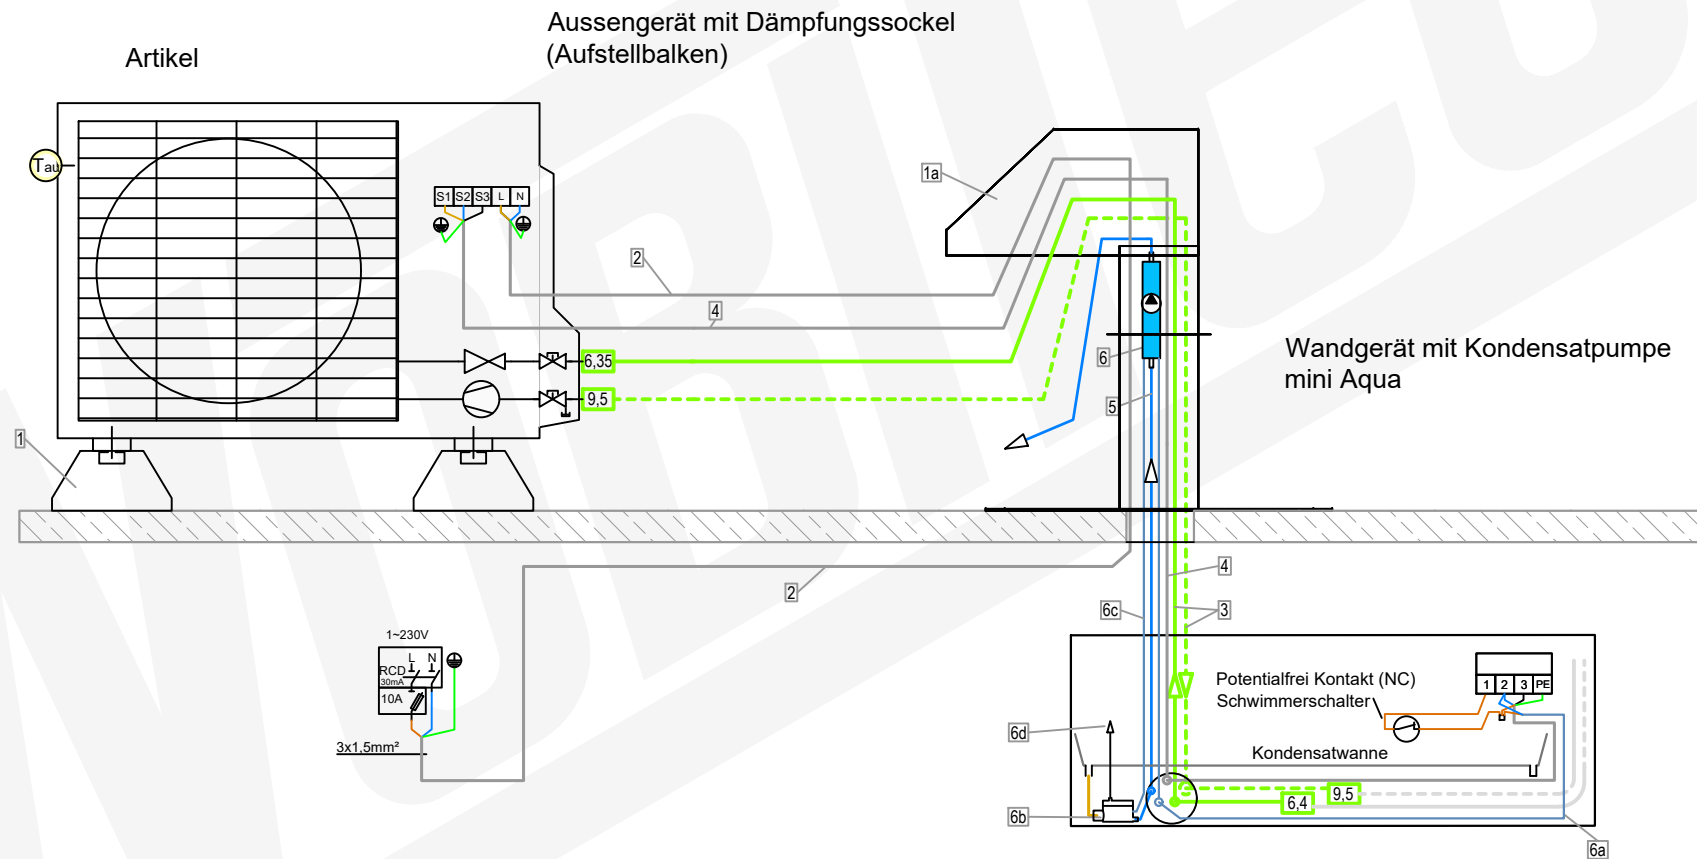 Aussengerät mit Dämpfungssockel
(Aufstellbalken)
Artikel
Tau
S1 S2 S3 L N
1a
2
4
6,35
9,5
6
5
Wandgerät mit Kondensatpumpe
mini Aqua
1
2
4
3
6c
1~230V
L N
RCD
30mA
10A
3x1,5mm²
Potentialfrei Kontakt (NC)
Schwimmerschalter
1 2 3 PE
6d
Kondensatwanne
6,4
9,5
6b
6a